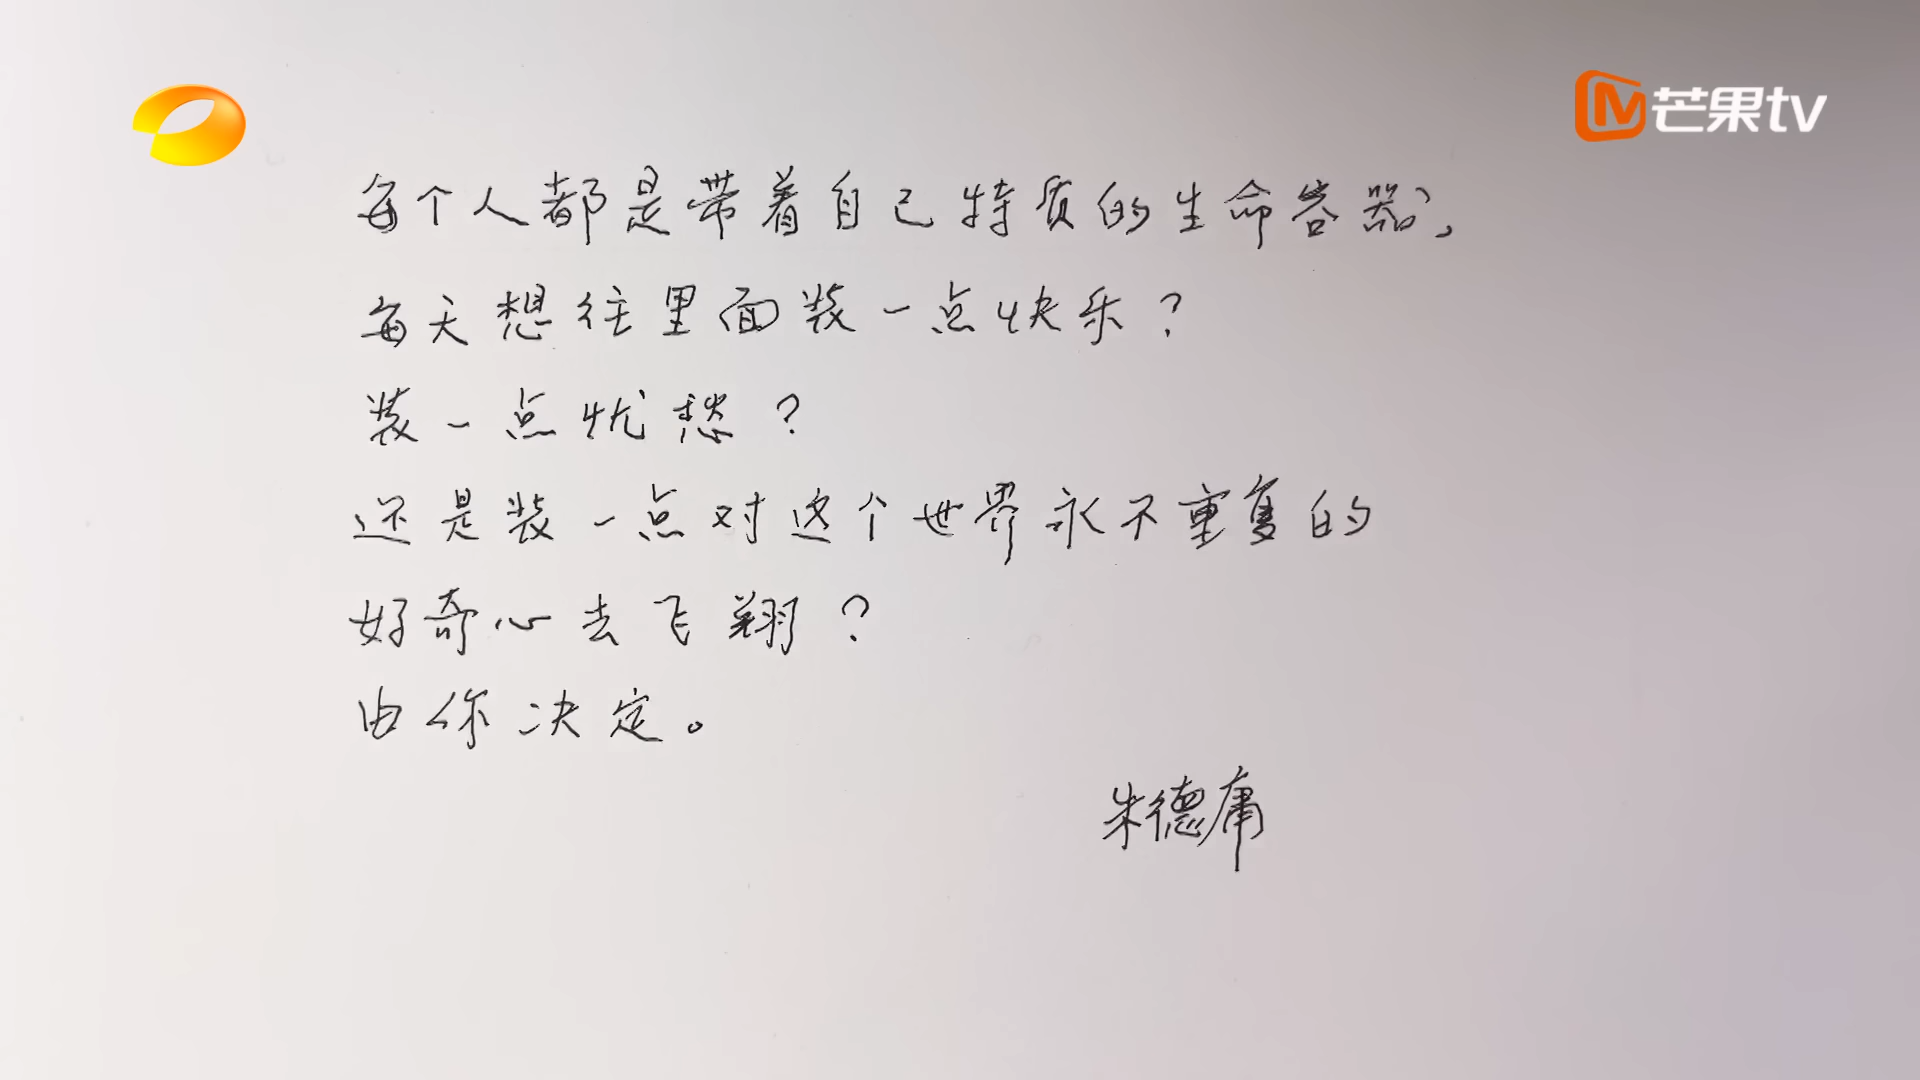 芒果tv
每个人都是带着自己特质的生命容器,
每天想往里面装一点快乐?
装一点忧愁?
还是装一点对这个世界永不重复的
好奇心去飞翔?
由你决定。
朱德庸